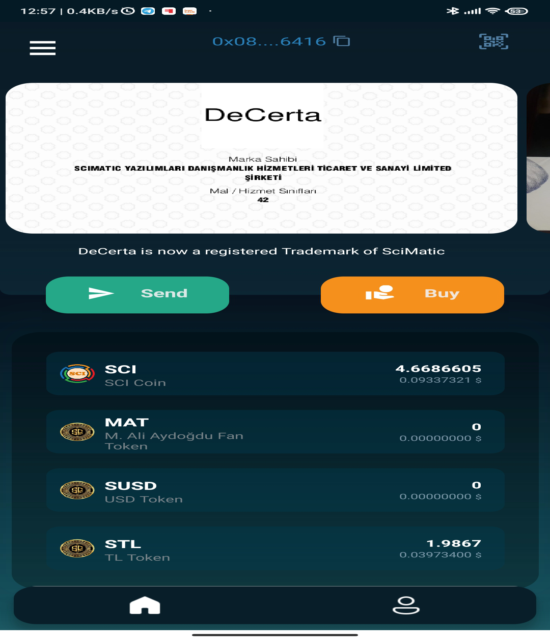 12:57 | 0.4KB/s
53
0x08....6416
DeCerta
Marka Sahibi
SCIMATIC YAZILIMLARI DANIŞMANLIK HİZMETLERİ TİCARET VE SANAYİ LİMİTED
ŞİRKETİ
Mal / Hizmet Sınıfları
42
DeCerta is now a registered Trademark of SciMatic
Send
Buy
SCI
SCI
SCI Coin
4.6686605
0.09337321 $
MAT
M. Ali Aydoğdu Fan
Token
0
0.00000000 $
SUSD
USD Token
0
0.00000000 $
STL
TL Token
1.9867
0.03973400 $